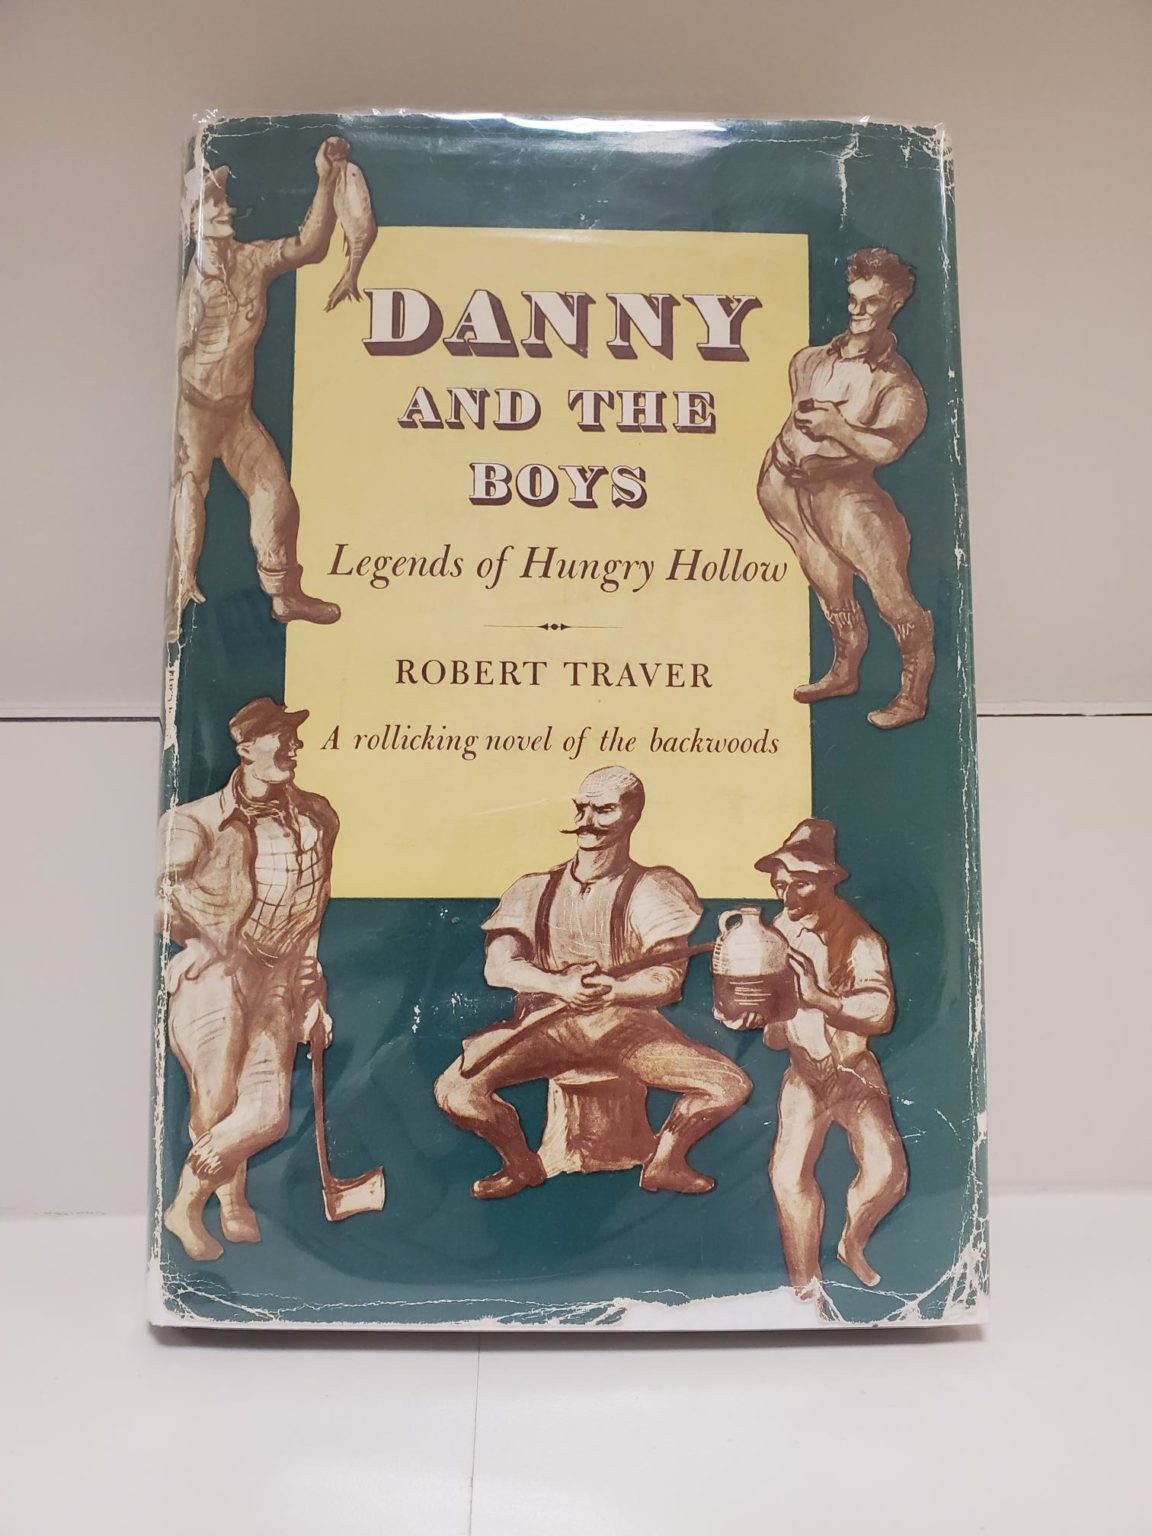 DANNY
AND THE
BOYS
Legends of Hungry Hollow
ROBERT TRAVER
A rollicking novel of the backwoods